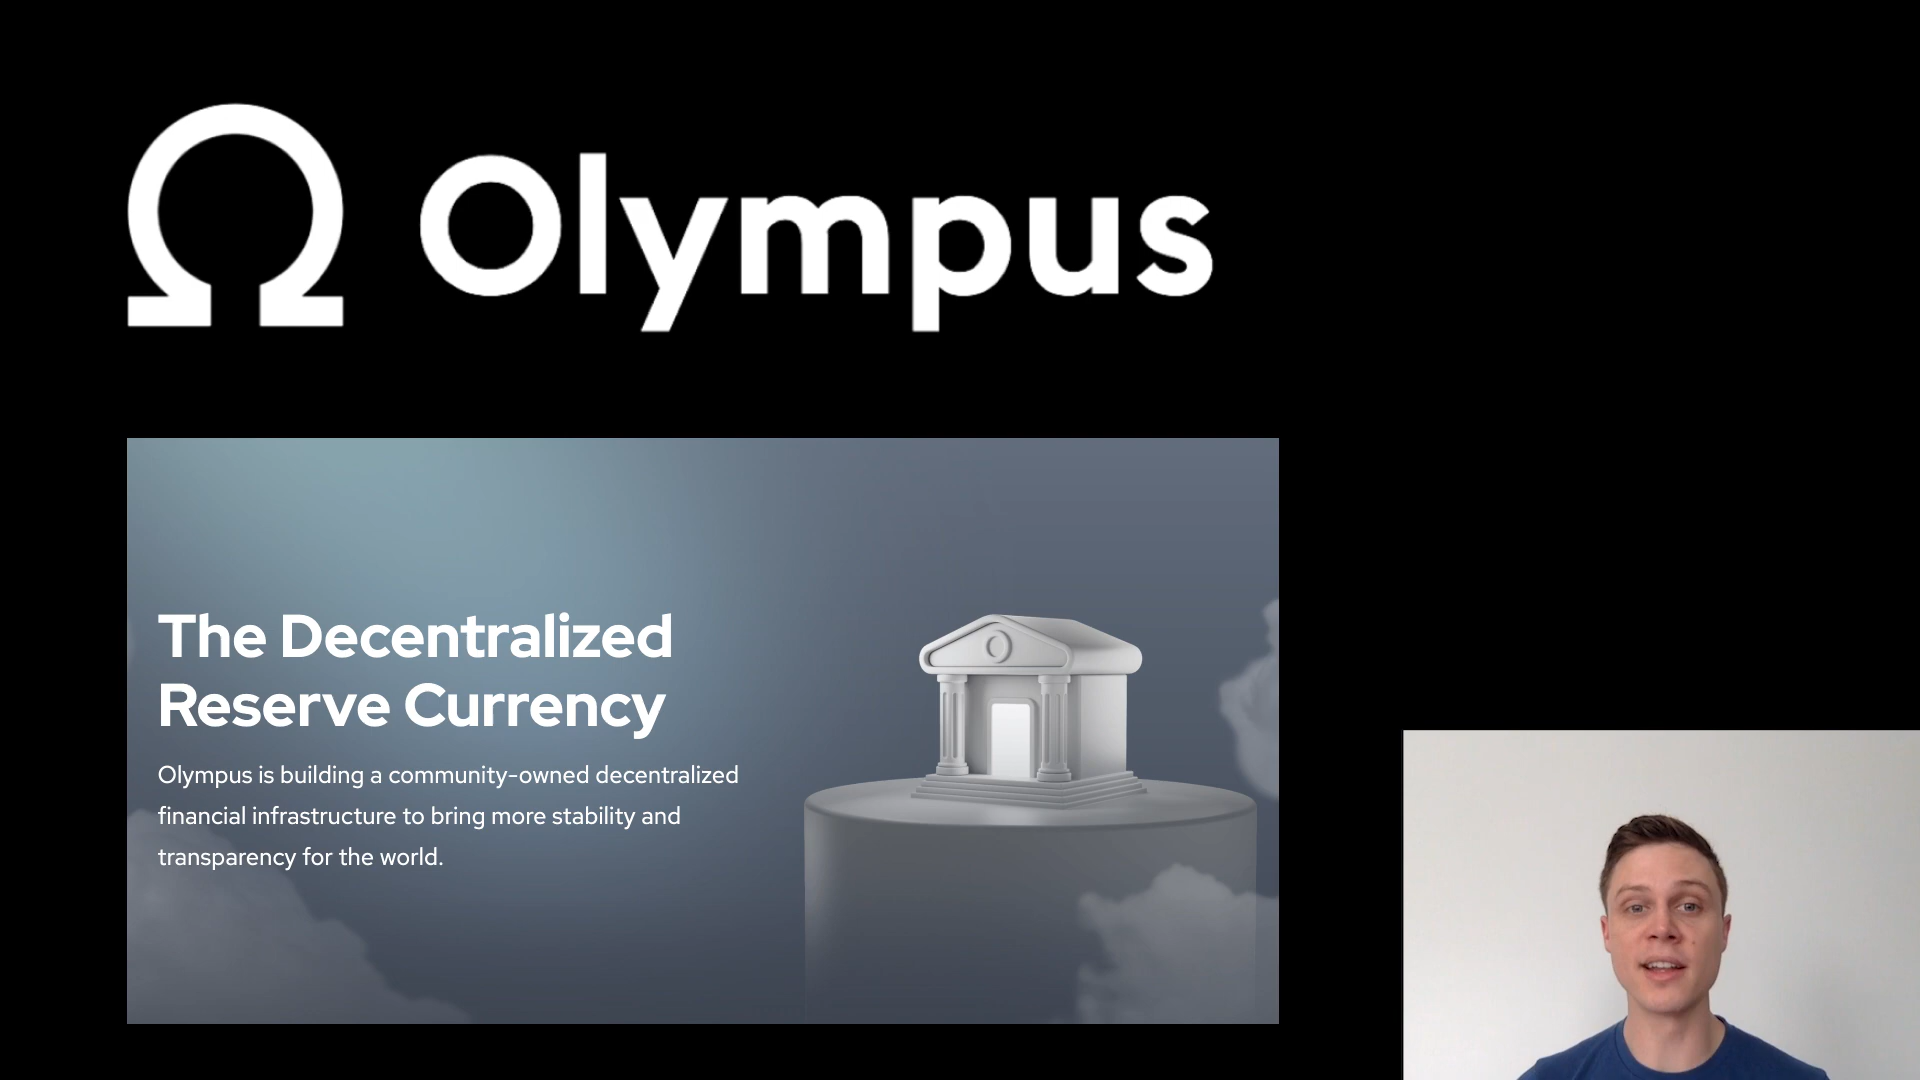 Olympus
The Decentralized
Reserve Currency
Olympus is building a community-owned decentralized
financial infrastructure to bring more stability and
transparency for the world.